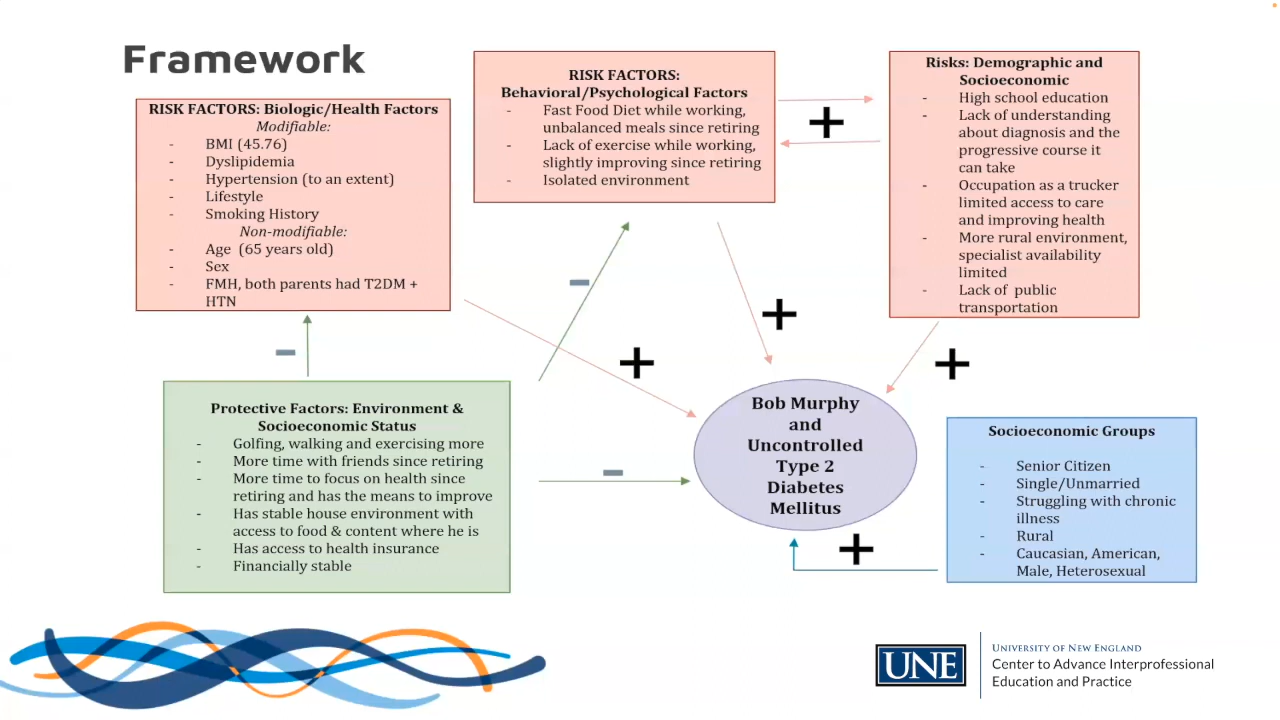 Framework
RISK FACTORS: Biologic/Health Factors
Modifiable:
- BMI (45.76)
- Dyslipidemia
- Hypertension (to an extent)
- Lifestyle
- Smoking History
Non-modifiable:
- Age (65 years old)
- Sex
- FMH, both parents had T2DM +
HTN
RISK FACTORS:
Behavioral/Psychological Factors
- Fast Food Diet while working,
unbalanced meals since retiring
- Lack of exercise while working,
slightly improving since retiring
- Isolated environment
+
Risks: Demographic and
Socioeconomic
- High school education
- Lack of understanding
about diagnosis and the
progressive course it
can take
- Occupation as a trucker
limited access to care
and improving health
- More rural environment,
specialist availability
limited
- Lack of public
transportation
-
-
+
+
+
Protective Factors: Environment &
Socioeconomic Status
- Golfing, walking and exercising more
- More time with friends since retiring
- More time to focus on health since
retiring and has the means to improve
- Has stable house environment with
access to food & content where he is
- Has access to health insurance
- Financially stable
-
Bob Murphy
and
Uncontrolled
Type 2
Diabetes
Mellitus
+
Socioeconomic Groups
- Senior Citizen
- Single/Unmarried
- Struggling with chronic
illness
- Rural
- Caucasian, American,
Male, Heterosexual
UNE
UNIVERSITY OF NEW ENGLAND
Center to Advance Interprofessional
Education and Practice